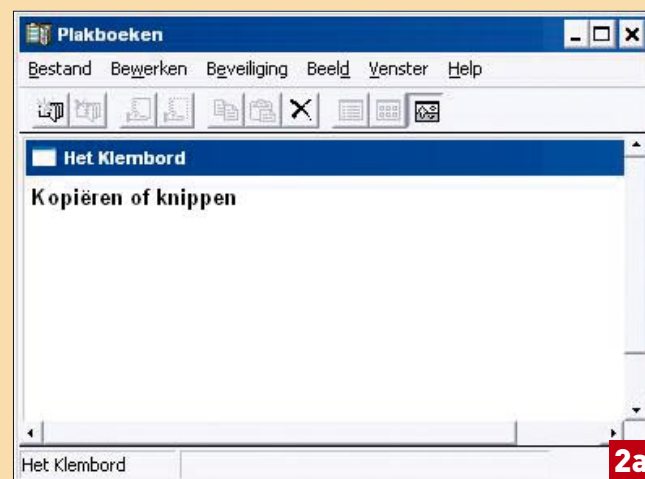 Plakboeken
Bestand Bewerken Beveiliging Beeld Venster Help
Het Klembord
Kopiëren of knippen
Het Klembord
2a